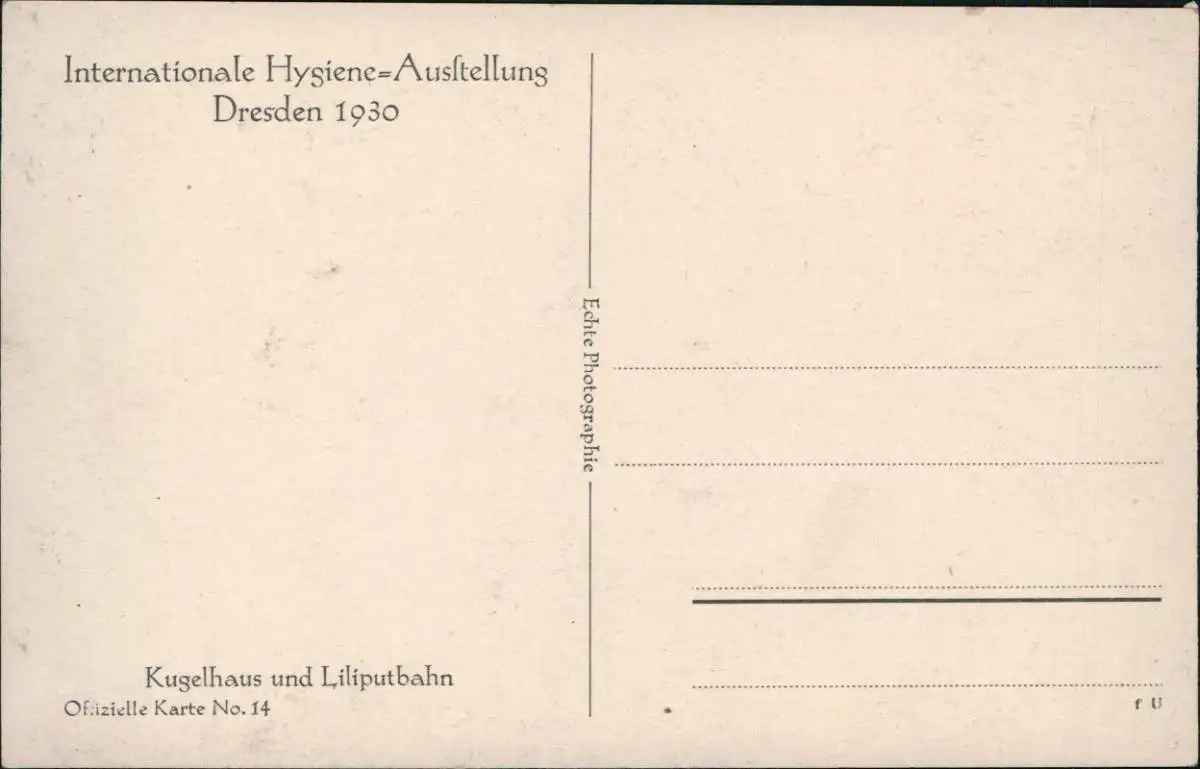 Internationale Hygiene=Ausſtellung
Dresden 1930
Echte Photographie
Kugelhaus und Liliputbahn
Offizielle Karte No. 14
f U